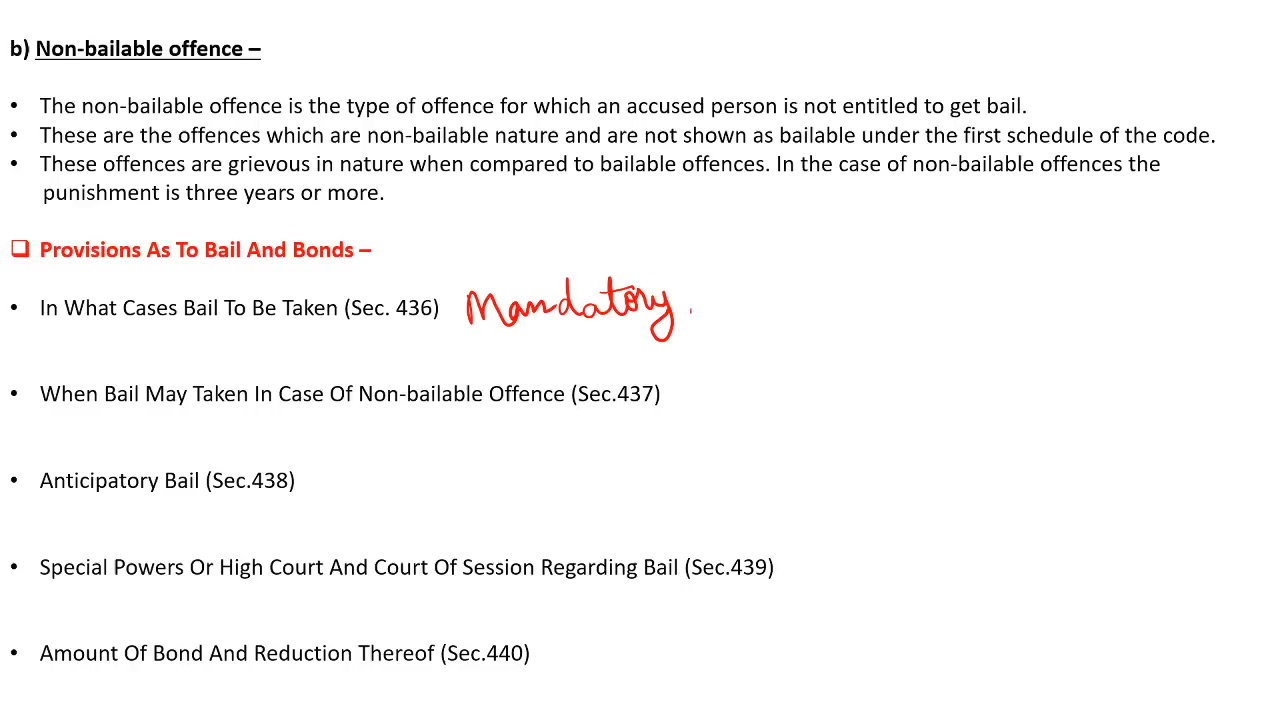 b) Non-bailable offence –
• The non-bailable offence is the type of offence for which an accused person is not entitled to get bail.
• These are the offences which are non-bailable nature and are not shown as bailable under the first schedule of the code.
• These offences are grievous in nature when compared to bailable offences. In the case of non-bailable offences the
punishment is three years or more.
❑ Provisions As To Bail And Bonds –
• In What Cases Bail To Be Taken (Sec. 436) Mandatory
• When Bail May Taken In Case Of Non-bailable Offence (Sec.437)
• Anticipatory Bail (Sec.438)
• Special Powers Or High Court And Court Of Session Regarding Bail (Sec.439)
• Amount Of Bond And Reduction Thereof (Sec.440)